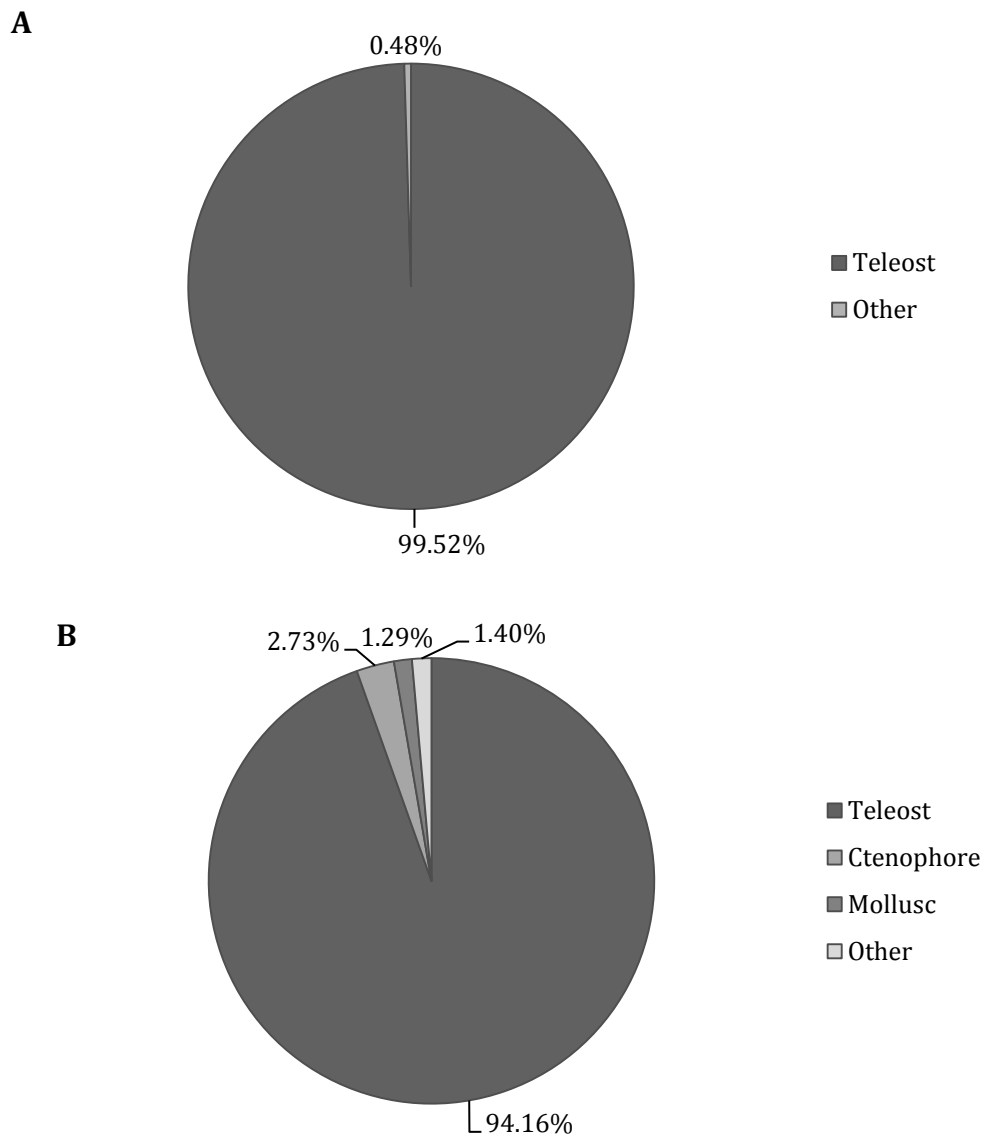 A
0.48%
Teleost
Other
99.52%
B
2.73%
1.29%
1.40%
Teleost
Ctenophore
Mollusc
Other
94.16%